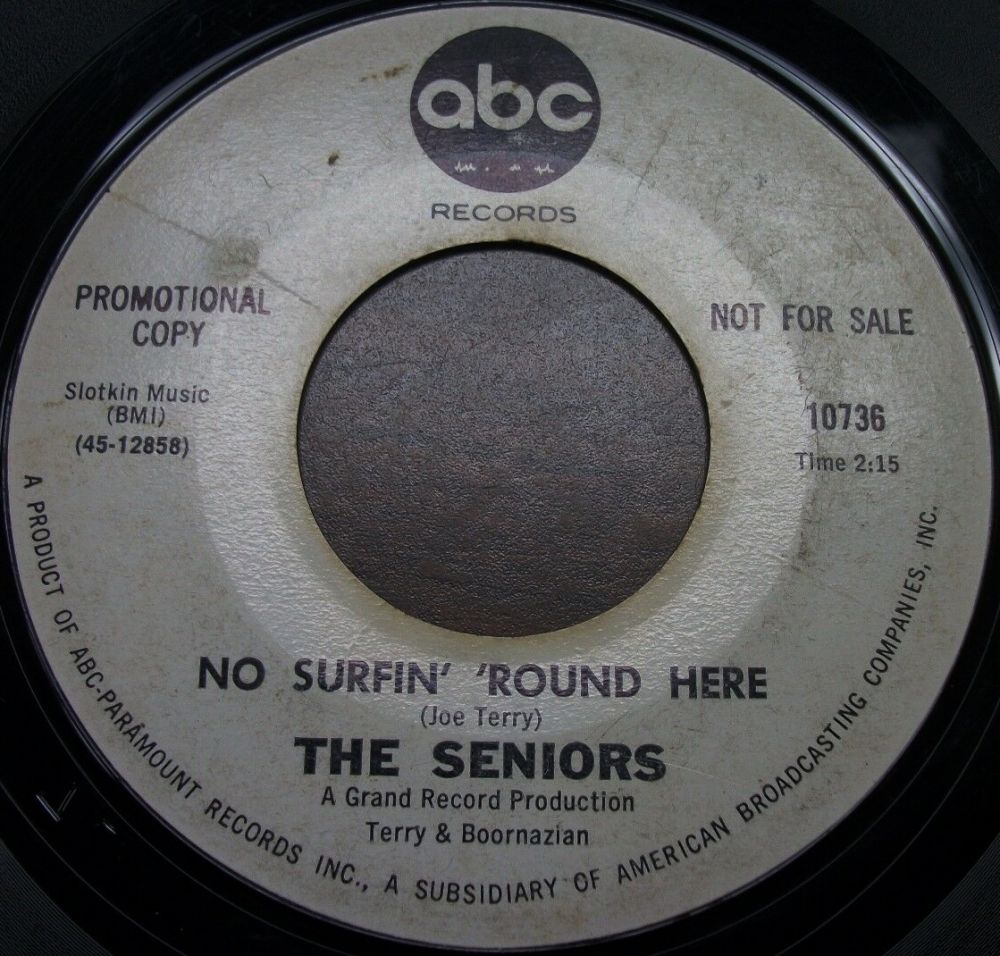 abc
RECORDS
PROMOTIONAL
COPY
NOT FOR SALE
Slotkin Music
(BMI)
(45-12858)
10736
Time 2:15
NO SURFIN' 'ROUND HERE
(Joe Terry)
THE SENIORS
A Grand Record Production
Terry & Boornazian
A PRODUCT OF ABC-PARAMOUNT RECORDS INC., A SUBSIDIARY OF AMERICAN BROADCASTING COMPANIES, INC.